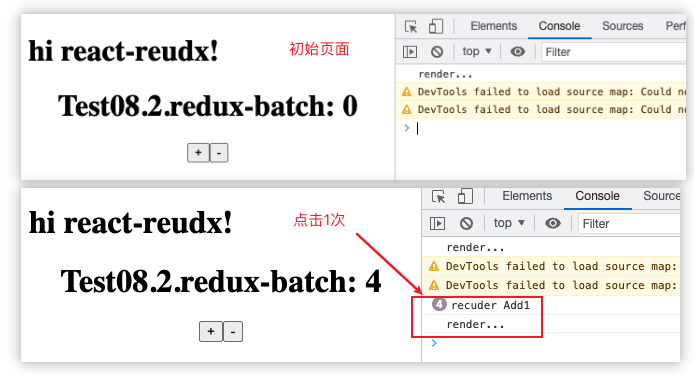 hi react-reudx!
初始页面
Test08.2.redux-batch: 0
+ -
Elements Console Sources Perf
top ▼ Filter
render...
DevTools failed to load source map: Could no
DevTools failed to load source map: Could no
>
hi react-reudx!
点击1次
Test08.2.redux-batch: 4
+ -
Elements Console Source
top ▼ Filter
render...
DevTools failed to load source map:
DevTools failed to load source map:
4 recuder Add1
render...
>